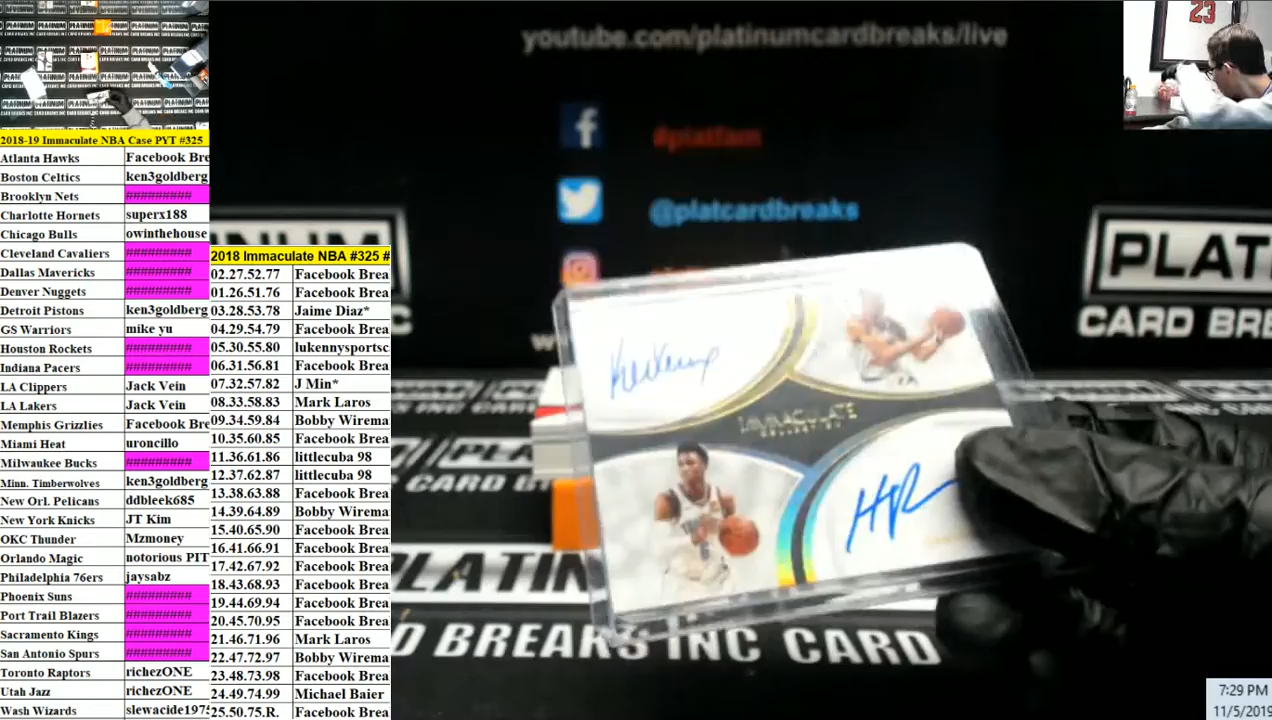 youtube.com/platinumcardbreaks/live
#platfam
@platcardbreaks
23
2018-19 Immaculate NBA Case PYT #325
Atlanta Hawks Facebook Bre
Boston Celtics ken3goldberg
Brooklyn Nets #########
Charlotte Hornets superx188
Chicago Bulls owinthehouse
Cleveland Cavaliers #########
Dallas Mavericks #########
Denver Nuggets #########
Detroit Pistons ken3goldberg
GS Warriors mike yu
Houston Rockets #########
Indiana Pacers #########
LA Clippers Jack Vein
LA Lakers Jack Vein
Memphis Grizzlies Facebook Bre
Miami Heat uroncillo
Milwaukee Bucks #########
Minn. Timberwolves ken3goldberg
New Orl. Pelicans ddbleek685
New York Knicks JT Kim
OKC Thunder Mzmoney
Orlando Magic notorious PIT
Philadelphia 76ers jaysabz
Phoenix Suns #########
Port Trail Blazers #########
Sacramento Kings #########
San Antonio Spurs #########
Toronto Raptors richezONE
Utah Jazz richezONE
Wash Wizards slewacide1975
2018 Immaculate NBA #325 #
02.27.52.77 Facebook Brea
01.26.51.76 Facebook Brea
03.28.53.78 Jaime Diaz*
04.29.54.79 Facebook Brea
05.30.55.80 lukennysportsc
06.31.56.81 Facebook Brea
07.32.57.82 J Min*
08.33.58.83 Mark Laros
09.34.59.84 Bobby Wirema
10.35.60.85 Facebook Brea
11.36.61.86 littlecuba 98
12.37.62.87 littlecuba 98
13.38.63.88 Facebook Brea
14.39.64.89 Bobby Wirema
15.40.65.90 Facebook Brea
16.41.66.91 Facebook Brea
17.42.67.92 Facebook Brea
18.43.68.93 Facebook Brea
19.44.69.94 Facebook Brea
20.45.70.95 Facebook Brea
21.46.71.96 Mark Laros
22.47.72.97 Bobby Wirema
23.48.73.98 Facebook Brea
24.49.74.99 Michael Baier
25.50.75.R. Facebook Brea
IMMACULATE
COLLECTION
PLATI
CARD BREA
PLATIN
D BREAKS INC CARD
7:29 PM
11/5/2019